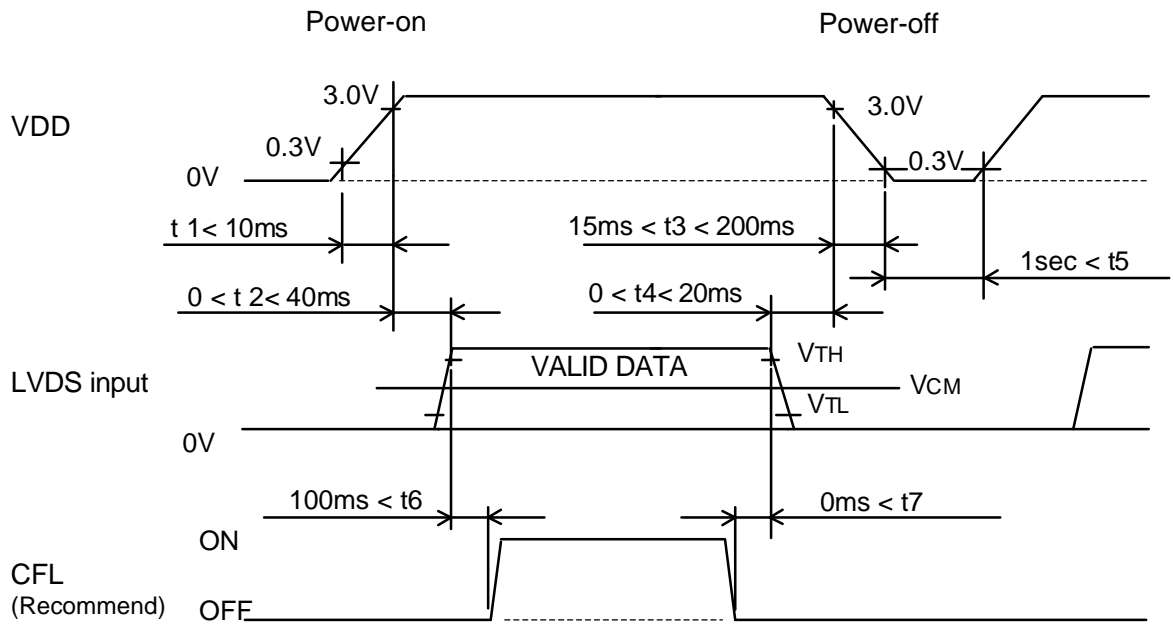 Power-on
Power-off
VDD
3.0V
3.0V
0.3V
0.3V
0V
t 1< 10ms
15ms < t3 < 200ms
1sec < t5
0 < t 2< 40ms
0 < t4< 20ms
LVDS input
VALID DATA
VTH
VCM
VTL
0V
100ms < t6
0ms < t7
ON
CFL
(Recommend)
OFF